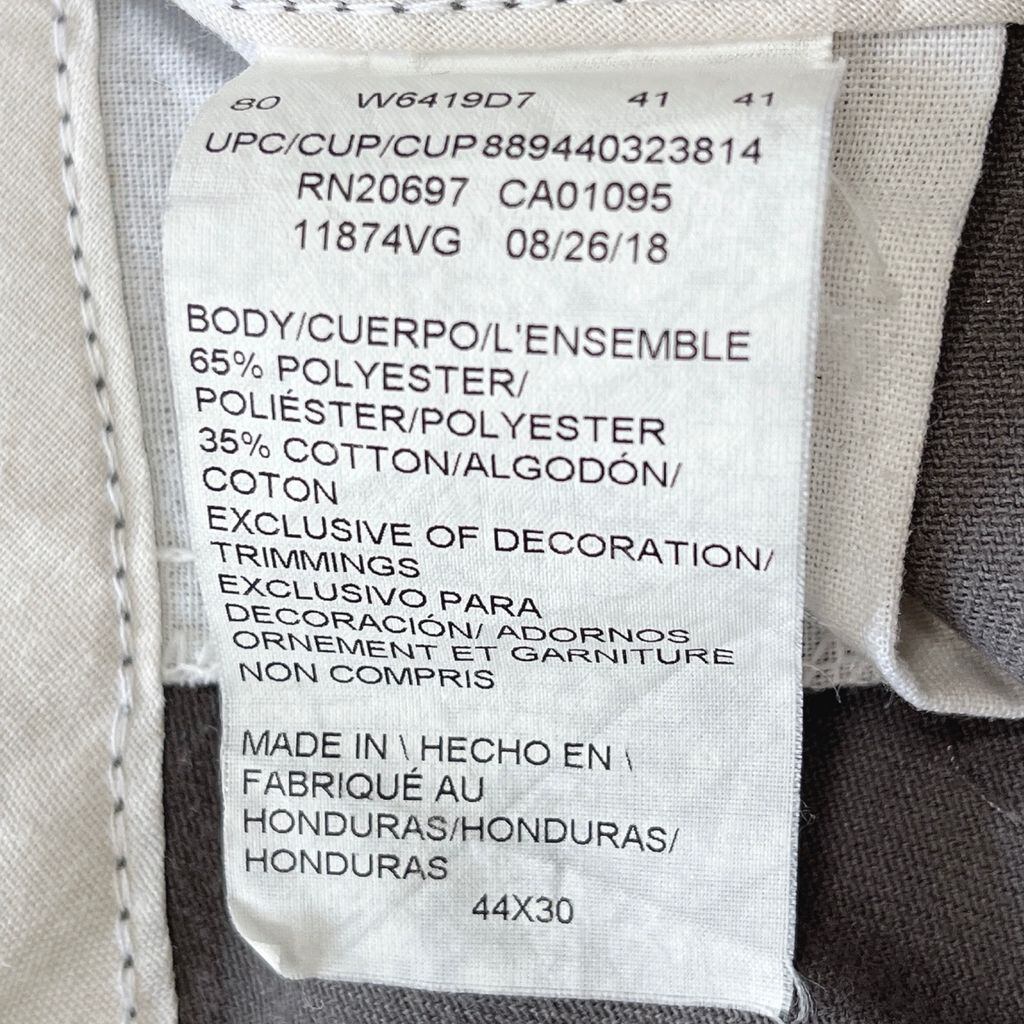 80 W6419D7 41 41
UPC/CUP/CUP 889440323814
RN20697 CA01095
11874VG 08/26/18
BODY/CUERPO/L'ENSEMBLE
65% POLYESTER/
POLIÉSTER/POLYESTER
35% COTTON/ALGODÓN/
COTON
EXCLUSIVE OF DECORATION/
TRIMMINGS
EXCLUSIVO PARA
DECORACIÓN/ ADORNOS
ORNEMENT ET GARNITURE
NON COMPRIS
MADE IN \ HECHO EN \
FABRIQUÉ AU
HONDURAS/HONDURAS/
HONDURAS
44X30